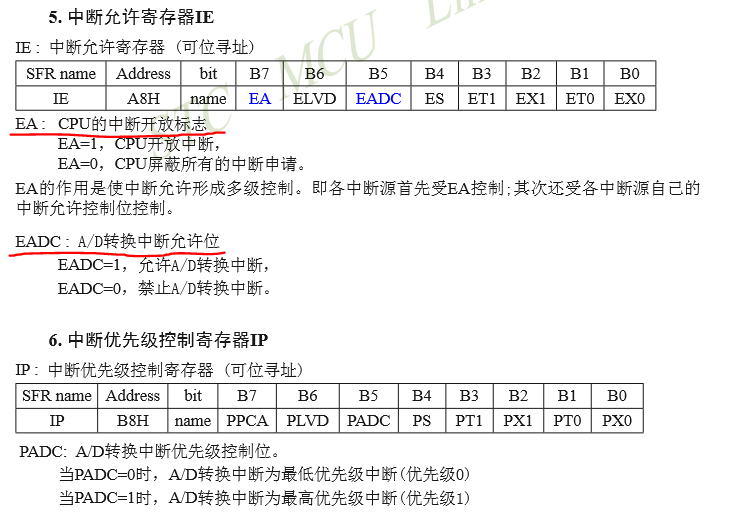 5. 中断允许寄存器IE
IE : 中断允许寄存器 (可位寻址)
SFR name Address bit B7 B6 B5 B4 B3 B2 B1 B0
IE A8H name EA ELVD EADC ES ET1 EX1 ET0 EX0
EA : CPU的中断开放标志
EA=1，CPU开放中断，
EA=0，CPU屏蔽所有的中断申请。
EA的作用是使中断允许形成多级控制。即各中断源首先受EA控制;其次还受各中断源自己的
中断允许控制位控制。
EADC : A/D转换中断允许位
EADC=1，允许A/D转换中断，
EADC=0，禁止A/D转换中断。
6. 中断优先级控制寄存器IP
IP : 中断优先级控制寄存器 (可位寻址)
SFR name Address bit B7 B6 B5 B4 B3 B2 B1 B0
IP B8H name PPCA PLVD PADC PS PT1 PX1 PT0 PX0
PADC: A/D转换中断优先级控制位。
当PADC=0时，A/D转换中断为最低优先级中断(优先级0)
当PADC=1时，A/D转换中断为最高优先级中断(优先级1)
STC MCU